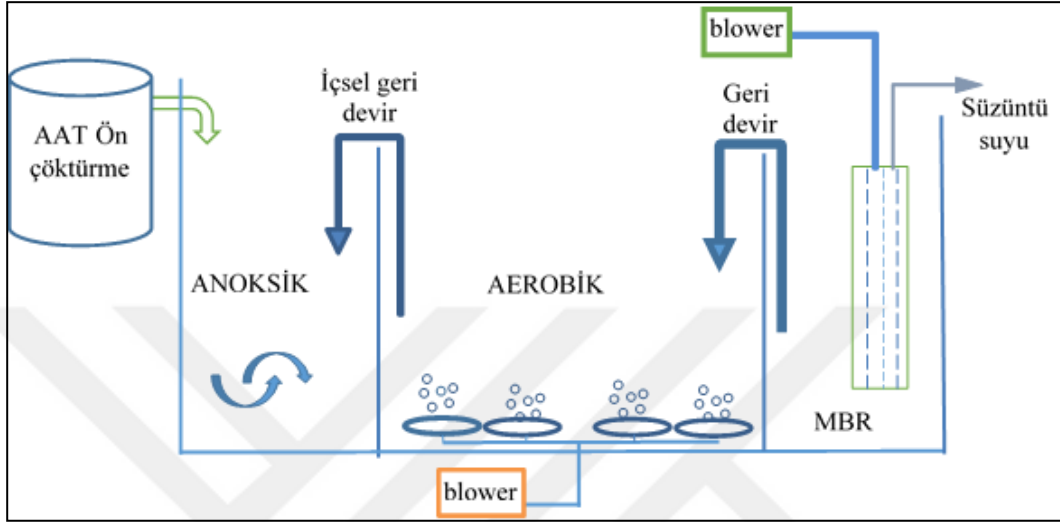 blower
İçsel geri
devir
Geri
devir
Süzüntü
suyu
AAT Ön
çöktürme
ANOKSİK
AEROBİK
MBR
blower